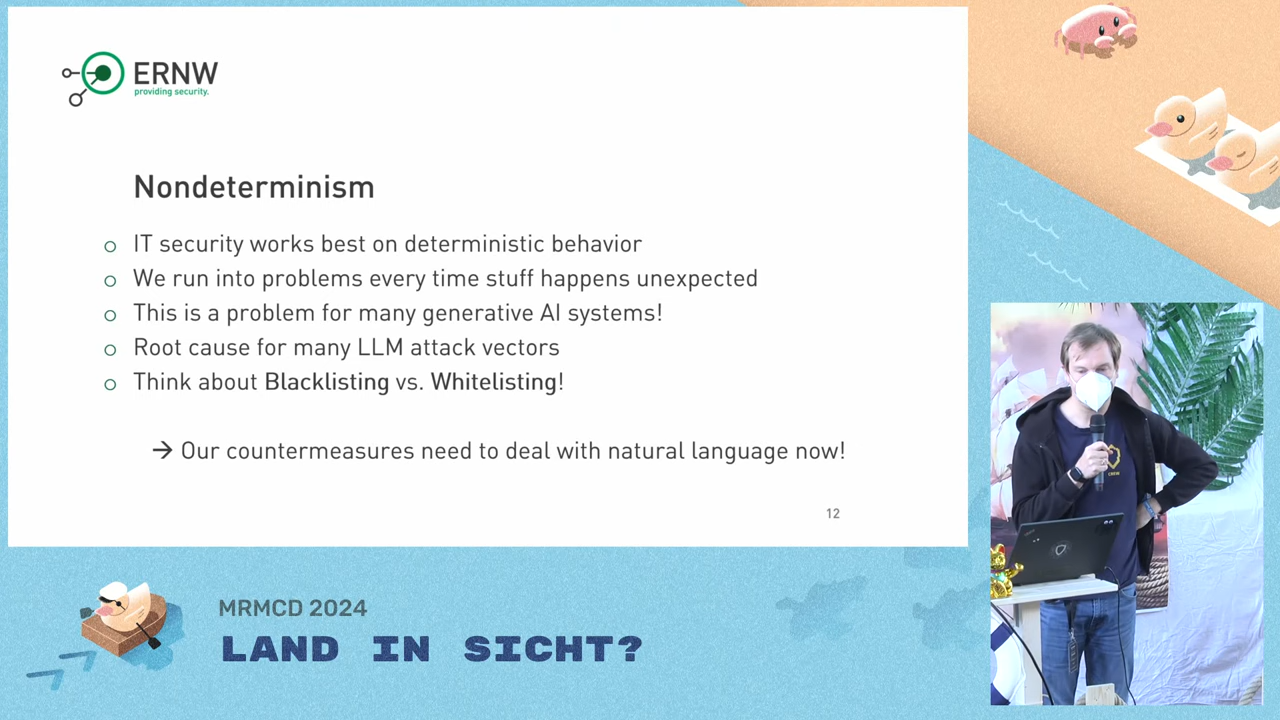 ERNW
providing security.
Nondeterminism
IT security works best on deterministic behavior
We run into problems every time stuff happens unexpected
This is a problem for many generative AI systems!
Root cause for many LLM attack vectors
Think about Blacklisting vs. Whitelisting!
→ Our countermeasures need to deal with natural language now!
12
CREW
MRMCD 2024
LAND IN SICHT?